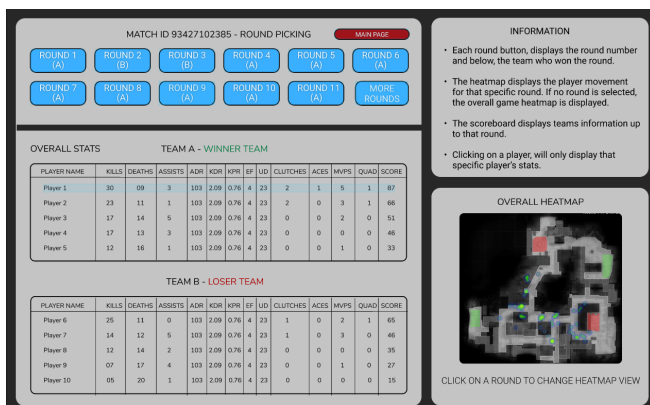 MATCH ID 93427102385 - ROUND PICKING
MAIN PAGE
ROUND 1
(A)
ROUND 2
(B)
ROUND 3
(B)
ROUND 4
(A)
ROUND 5
(A)
ROUND 6
(A)
ROUND 7
(A)
ROUND 8
(A)
ROUND 9
(A)
ROUND 10
(A)
ROUND 11
(A)
MORE
ROUNDS
OVERALL STATS
TEAM A - WINNER TEAM
PLAYER NAME KILLS DEATHS ASSISTS ADR KDR KPR EF UD CLUTCHES ACES MVPS QUAD SCORE
Player 1 30 09 3 103 2.09 0.76 4 23 2 1 5 1 87
Player 2 23 11 1 103 2.09 0.76 4 23 2 0 3 1 66
Player 3 17 14 5 103 2.09 0.76 4 23 0 0 2 0 51
Player 4 17 13 3 103 2.09 0.76 4 23 0 0 0 0 46
Player 5 12 16 1 103 2.09 0.76 4 23 0 0 1 0 33
TEAM B - LOSER TEAM
PLAYER NAME KILLS DEATHS ASSISTS ADR KDR KPR EF UD CLUTCHES ACES MVPS QUAD SCORE
Player 6 25 11 0 103 2.09 0.76 4 23 1 0 2 1 65
Player 7 14 12 5 103 2.09 0.76 4 23 1 0 3 0 46
Player 8 12 14 2 103 2.09 0.76 4 23 0 0 0 0 35
Player 9 07 17 4 103 2.09 0.76 4 23 0 0 1 0 27
Player 10 05 20 1 103 2.09 0.76 4 23 0 0 0 0 15
INFORMATION
• Each round button, displays the round number
and below, the team who won the round.
• The heatmap displays the player movement
for that specific round. If no round is selected,
the overall game heatmap is displayed.
• The scoreboard displays teams information up
to that round.
• Clicking on a player, will only display that
specific player's stats.
OVERALL HEATMAP
CLICK ON A ROUND TO CHANGE HEATMAP VIEW